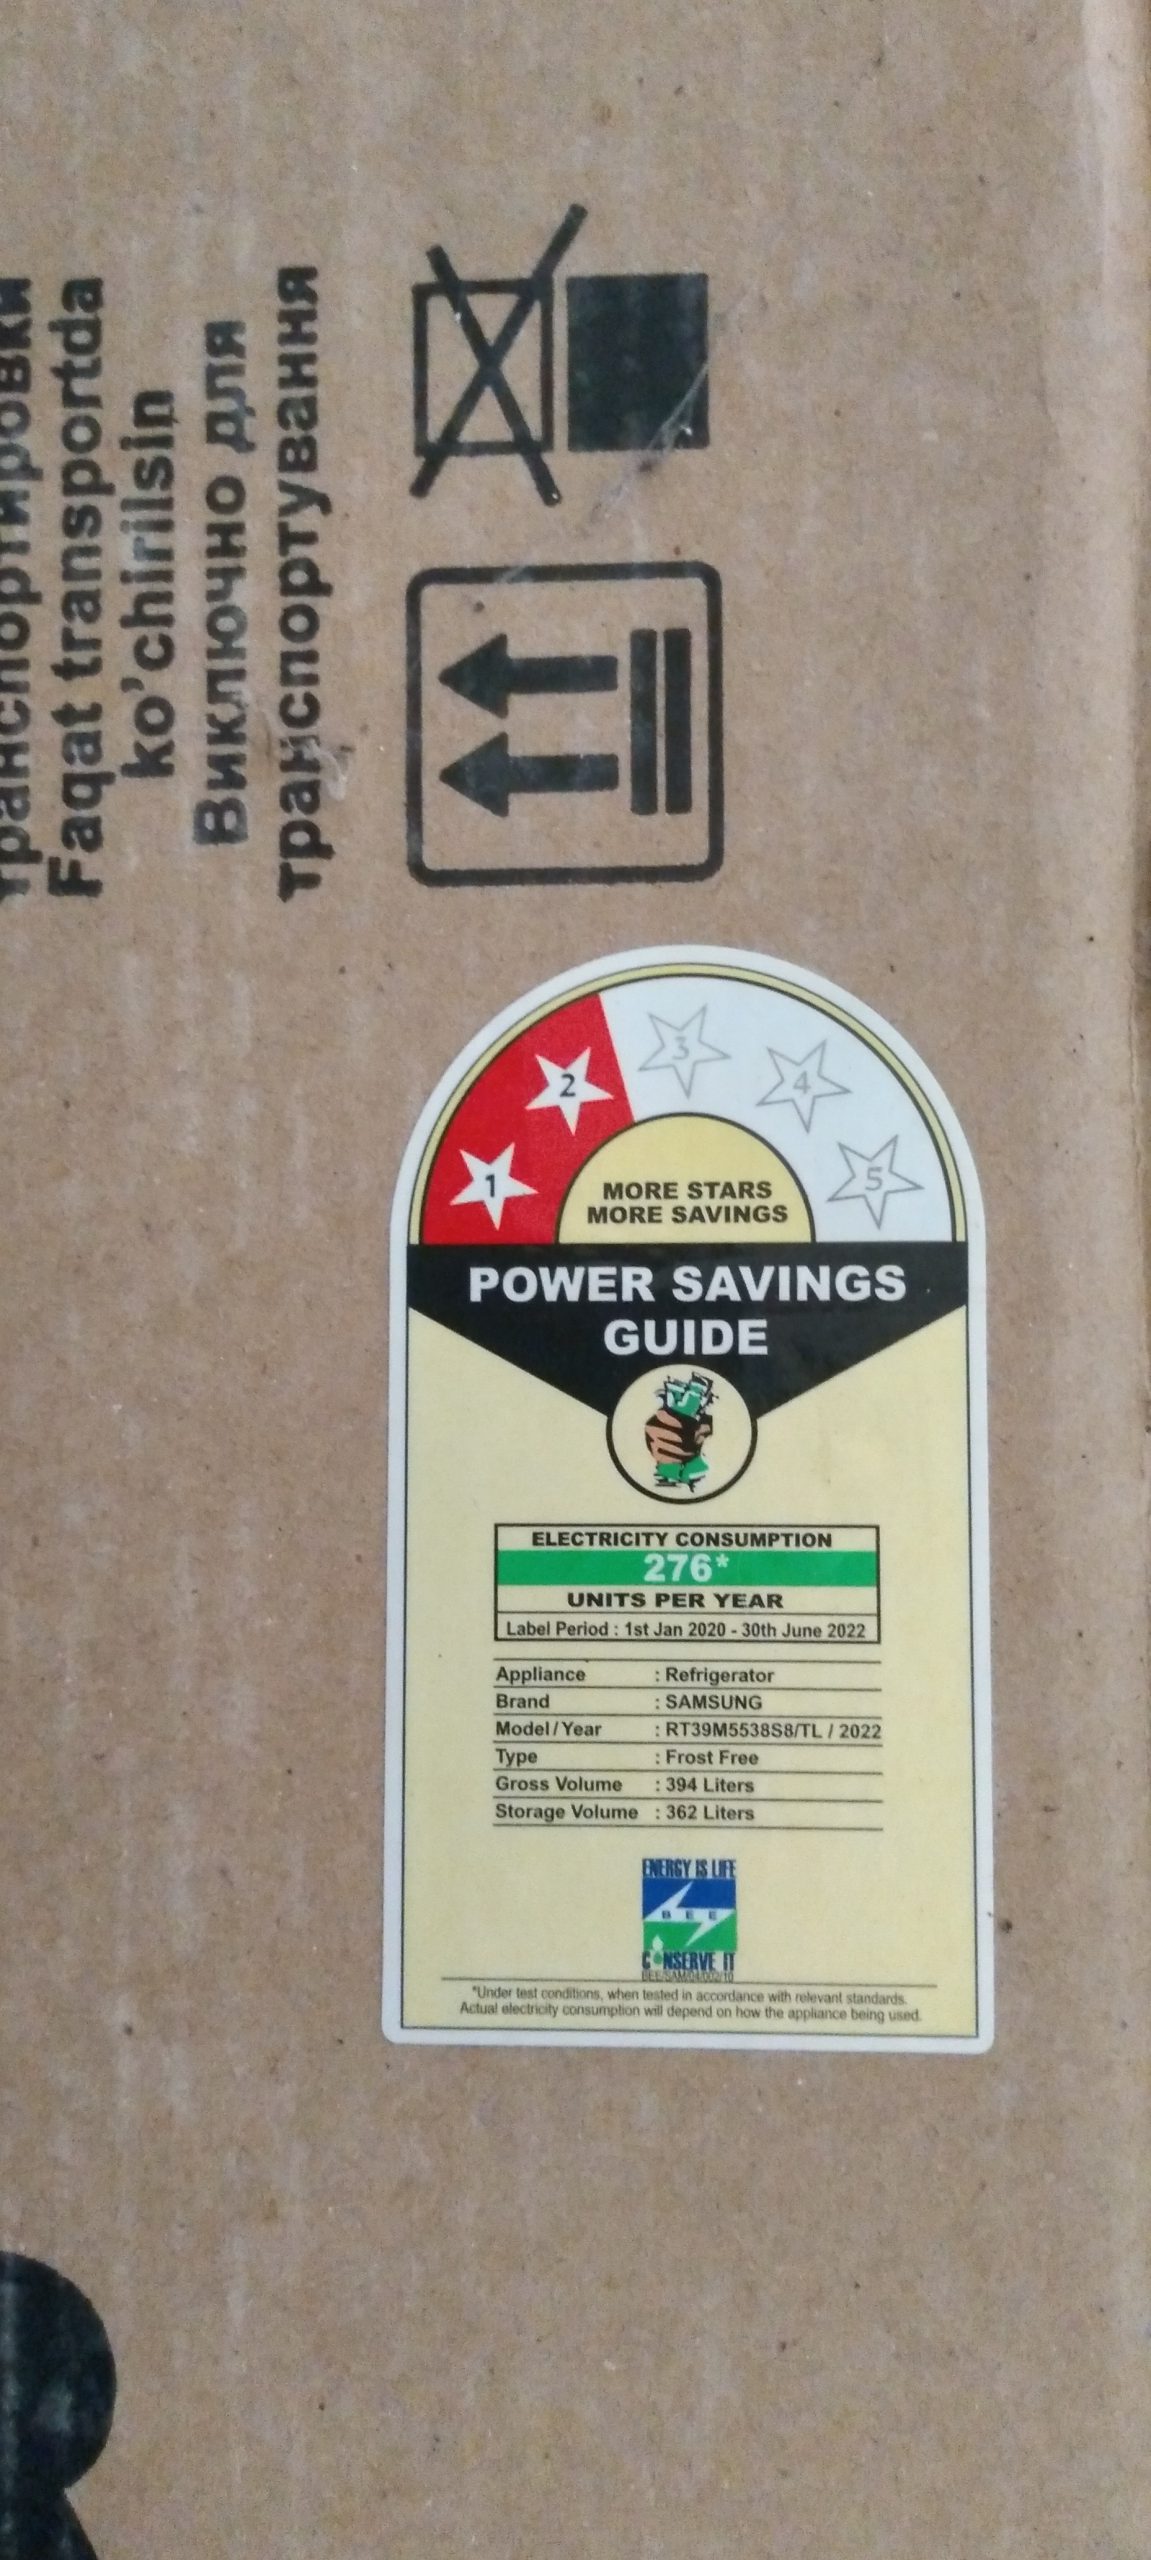 Faqat transportda
ko'chirilsin
Виключно для
транспортування
1
2
3
4
5
MORE STARS
MORE SAVINGS
POWER SAVINGS
GUIDE
ELECTRICITY CONSUMPTION
276*
UNITS PER YEAR
Label Period : 1st Jan 2020 - 30th June 2022
Appliance : Refrigerator
Brand : SAMSUNG
Model / Year : RT39M5538S8/TL / 2022
Type : Frost Free
Gross Volume : 394 Liters
Storage Volume : 362 Liters
ENERGY IS LIFE
BEE
CONSERVE IT
*Under test conditions, when tested in accordance with relevant standards.
Actual electricity consumption will depend on how the appliance being used.